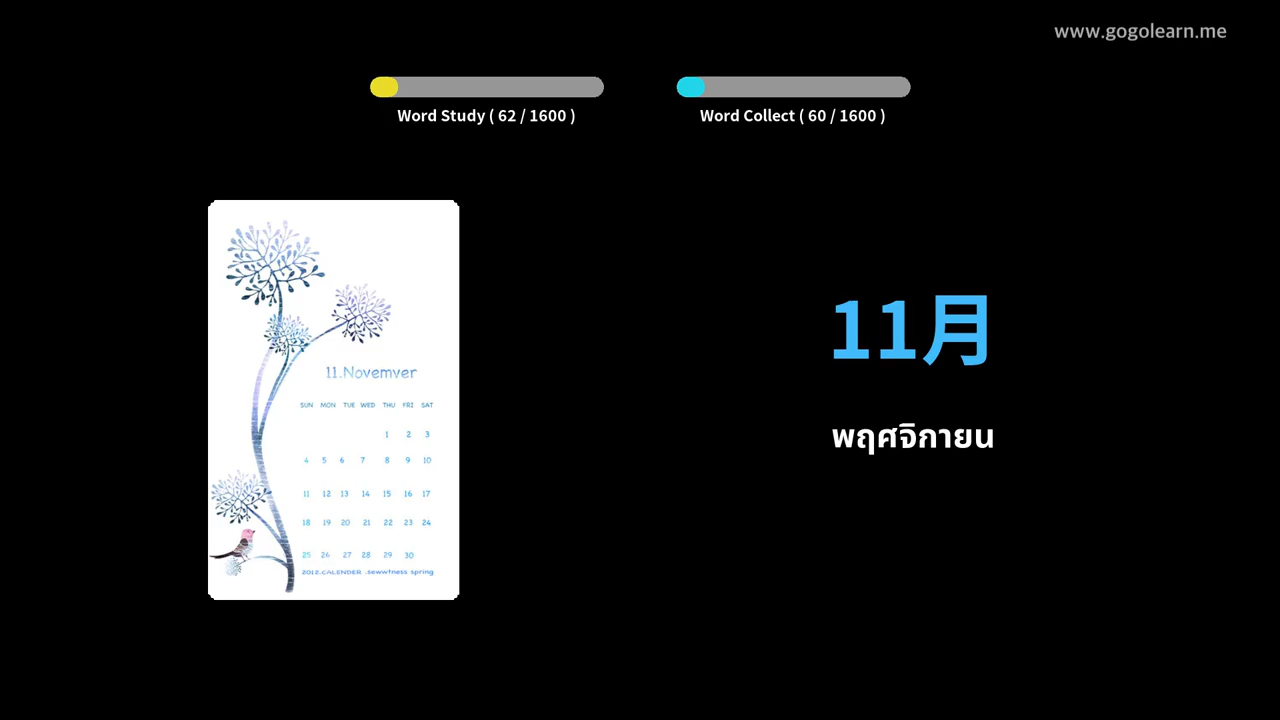 www.gogolearn.me
Word Study ( 62 / 1600 )
Word Collect ( 60 / 1600 )
11.Novemver
SUN MON TUE WED THU FRI SAT
1 2 3
4 5 6 7 8 9 10
11 12 13 14 15 16 17
18 19 20 21 22 23 24
25 26 27 28 29 30
2012.CALENDER .sewwtness spring
11月
พฤศจิกายน